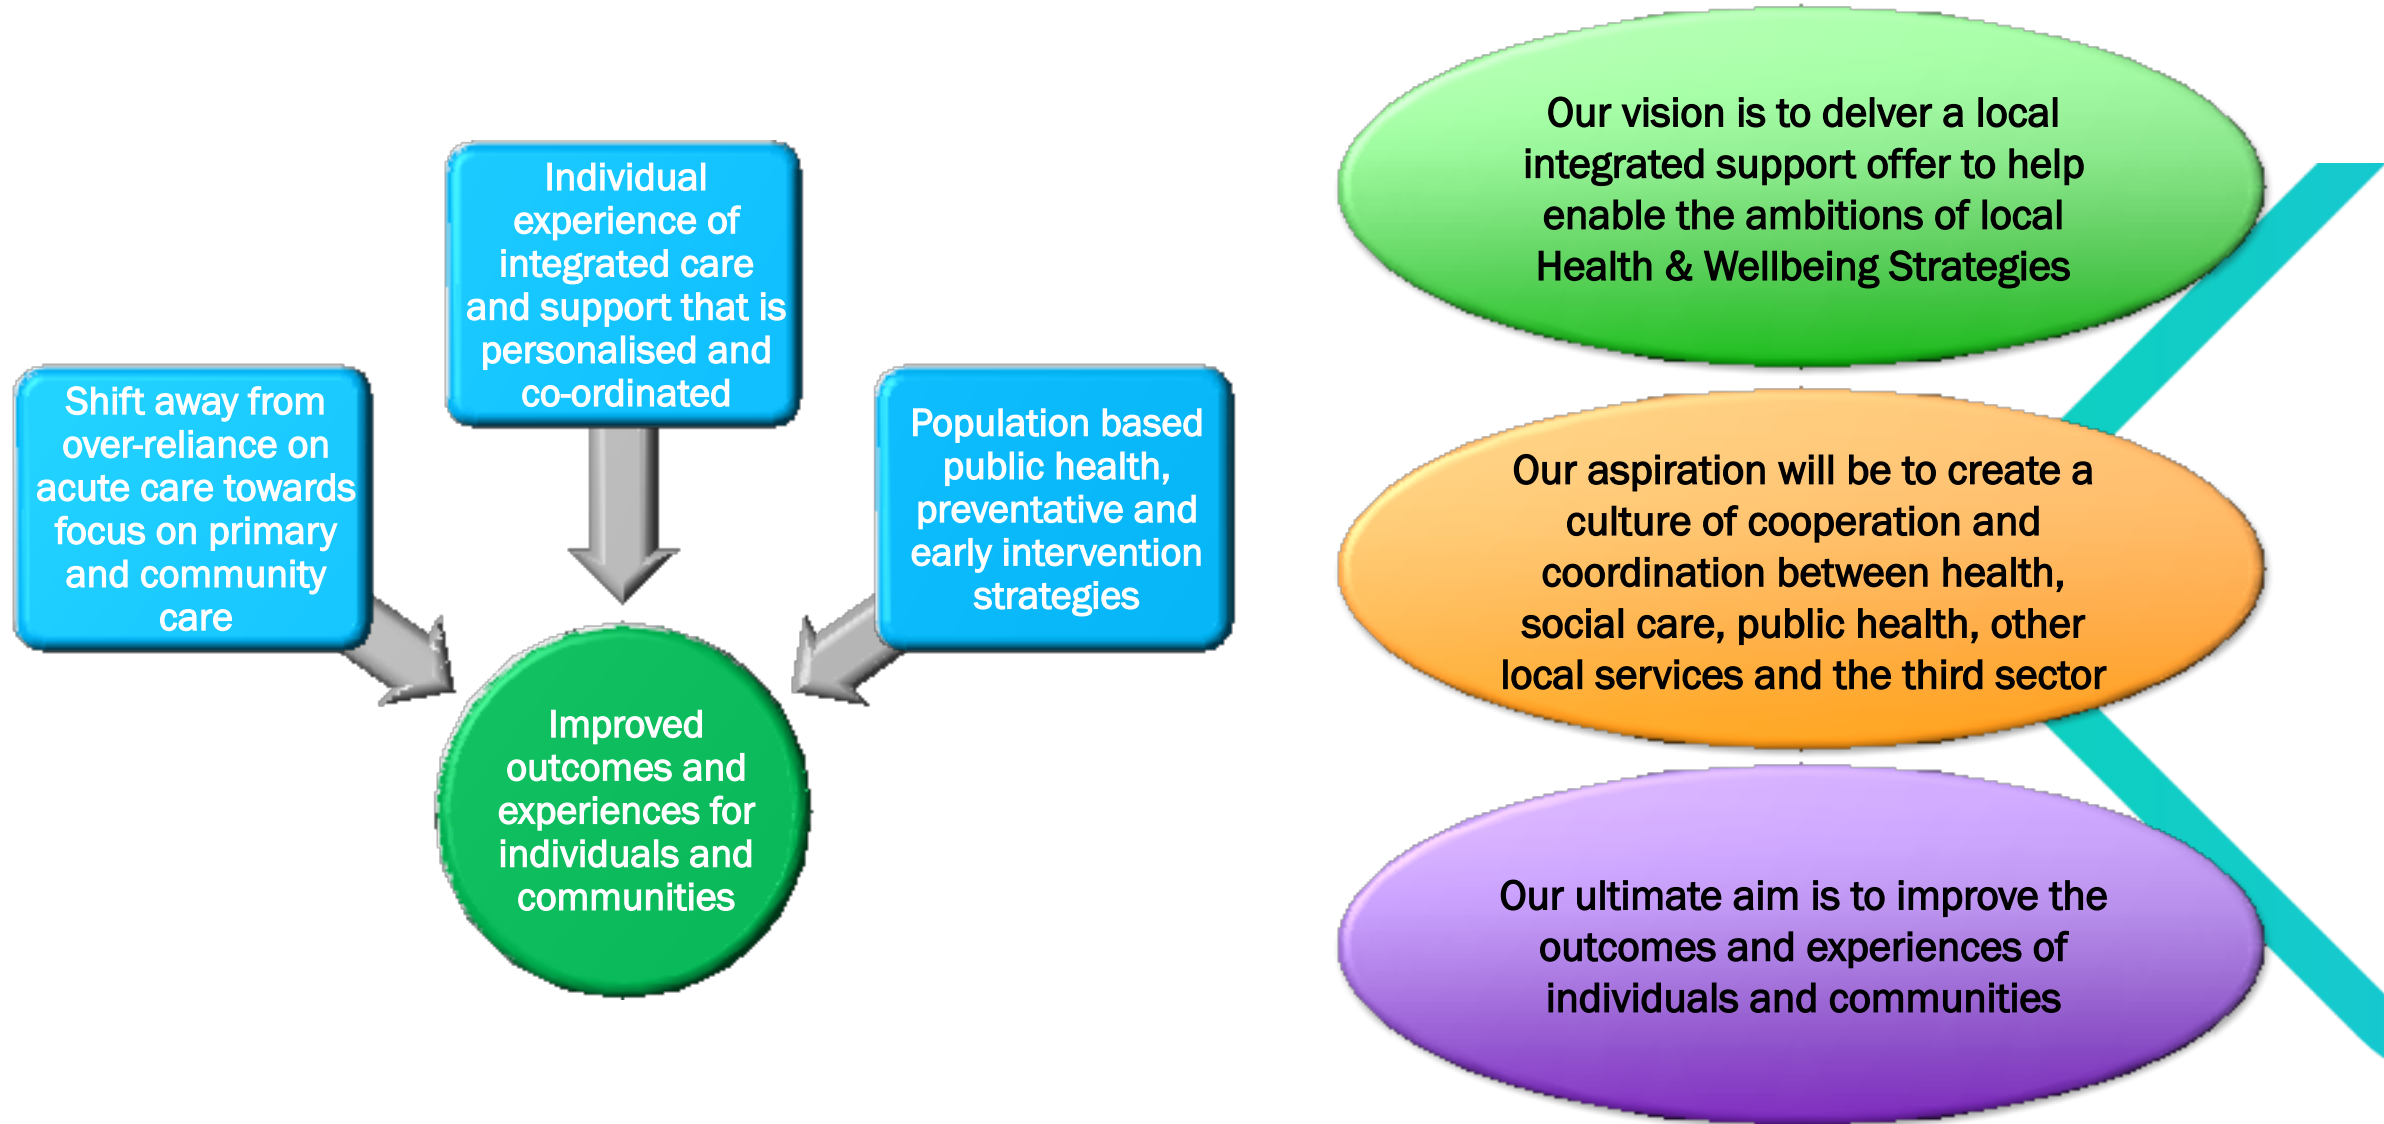 Individual
experience of
integrated care
and support that is
personalised and
co-ordinated
Shift away from
over-reliance on
acute care towards
focus on primary
and community
care
Population based
public health,
preventative and
early intervention
strategies
Improved
outcomes and
experiences for
individuals and
communities
Our vision is to delver a local
integrated support offer to help
enable the ambitions of local
Health & Wellbeing Strategies
Our aspiration will be to create a
culture of cooperation and
coordination between health,
social care, public health, other
local services and the third sector
Our ultimate aim is to improve the
outcomes and experiences of
individuals and communities